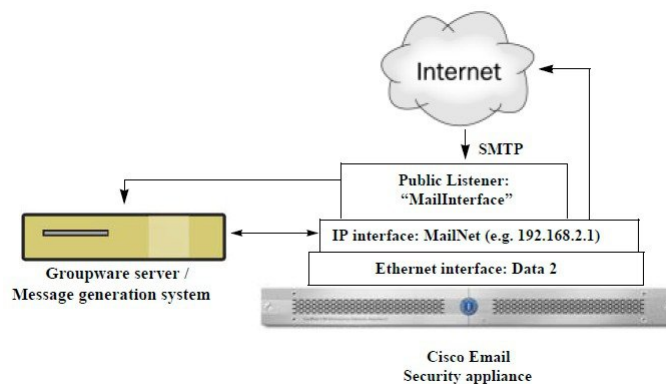 Internet
SMTP
Public Listener:
“MailInterface”
IP interface: MailNet (e.g. 192.168.2.1)
Ethernet interface: Data 2
Groupware server /
Message generation system
Cisco Email
Security appliance